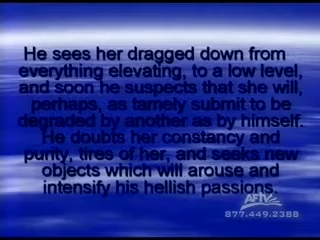 He sees her dragged down from
everything elevating, to a low level,
and soon he suspects that she will,
perhaps, as tamely submit to be
degraded by another as by himself.
He doubts her constancy and
purity, tires of her, and seeks new
objects which will arouse and
intensify his hellish passions.
AFTV
877.449.2388